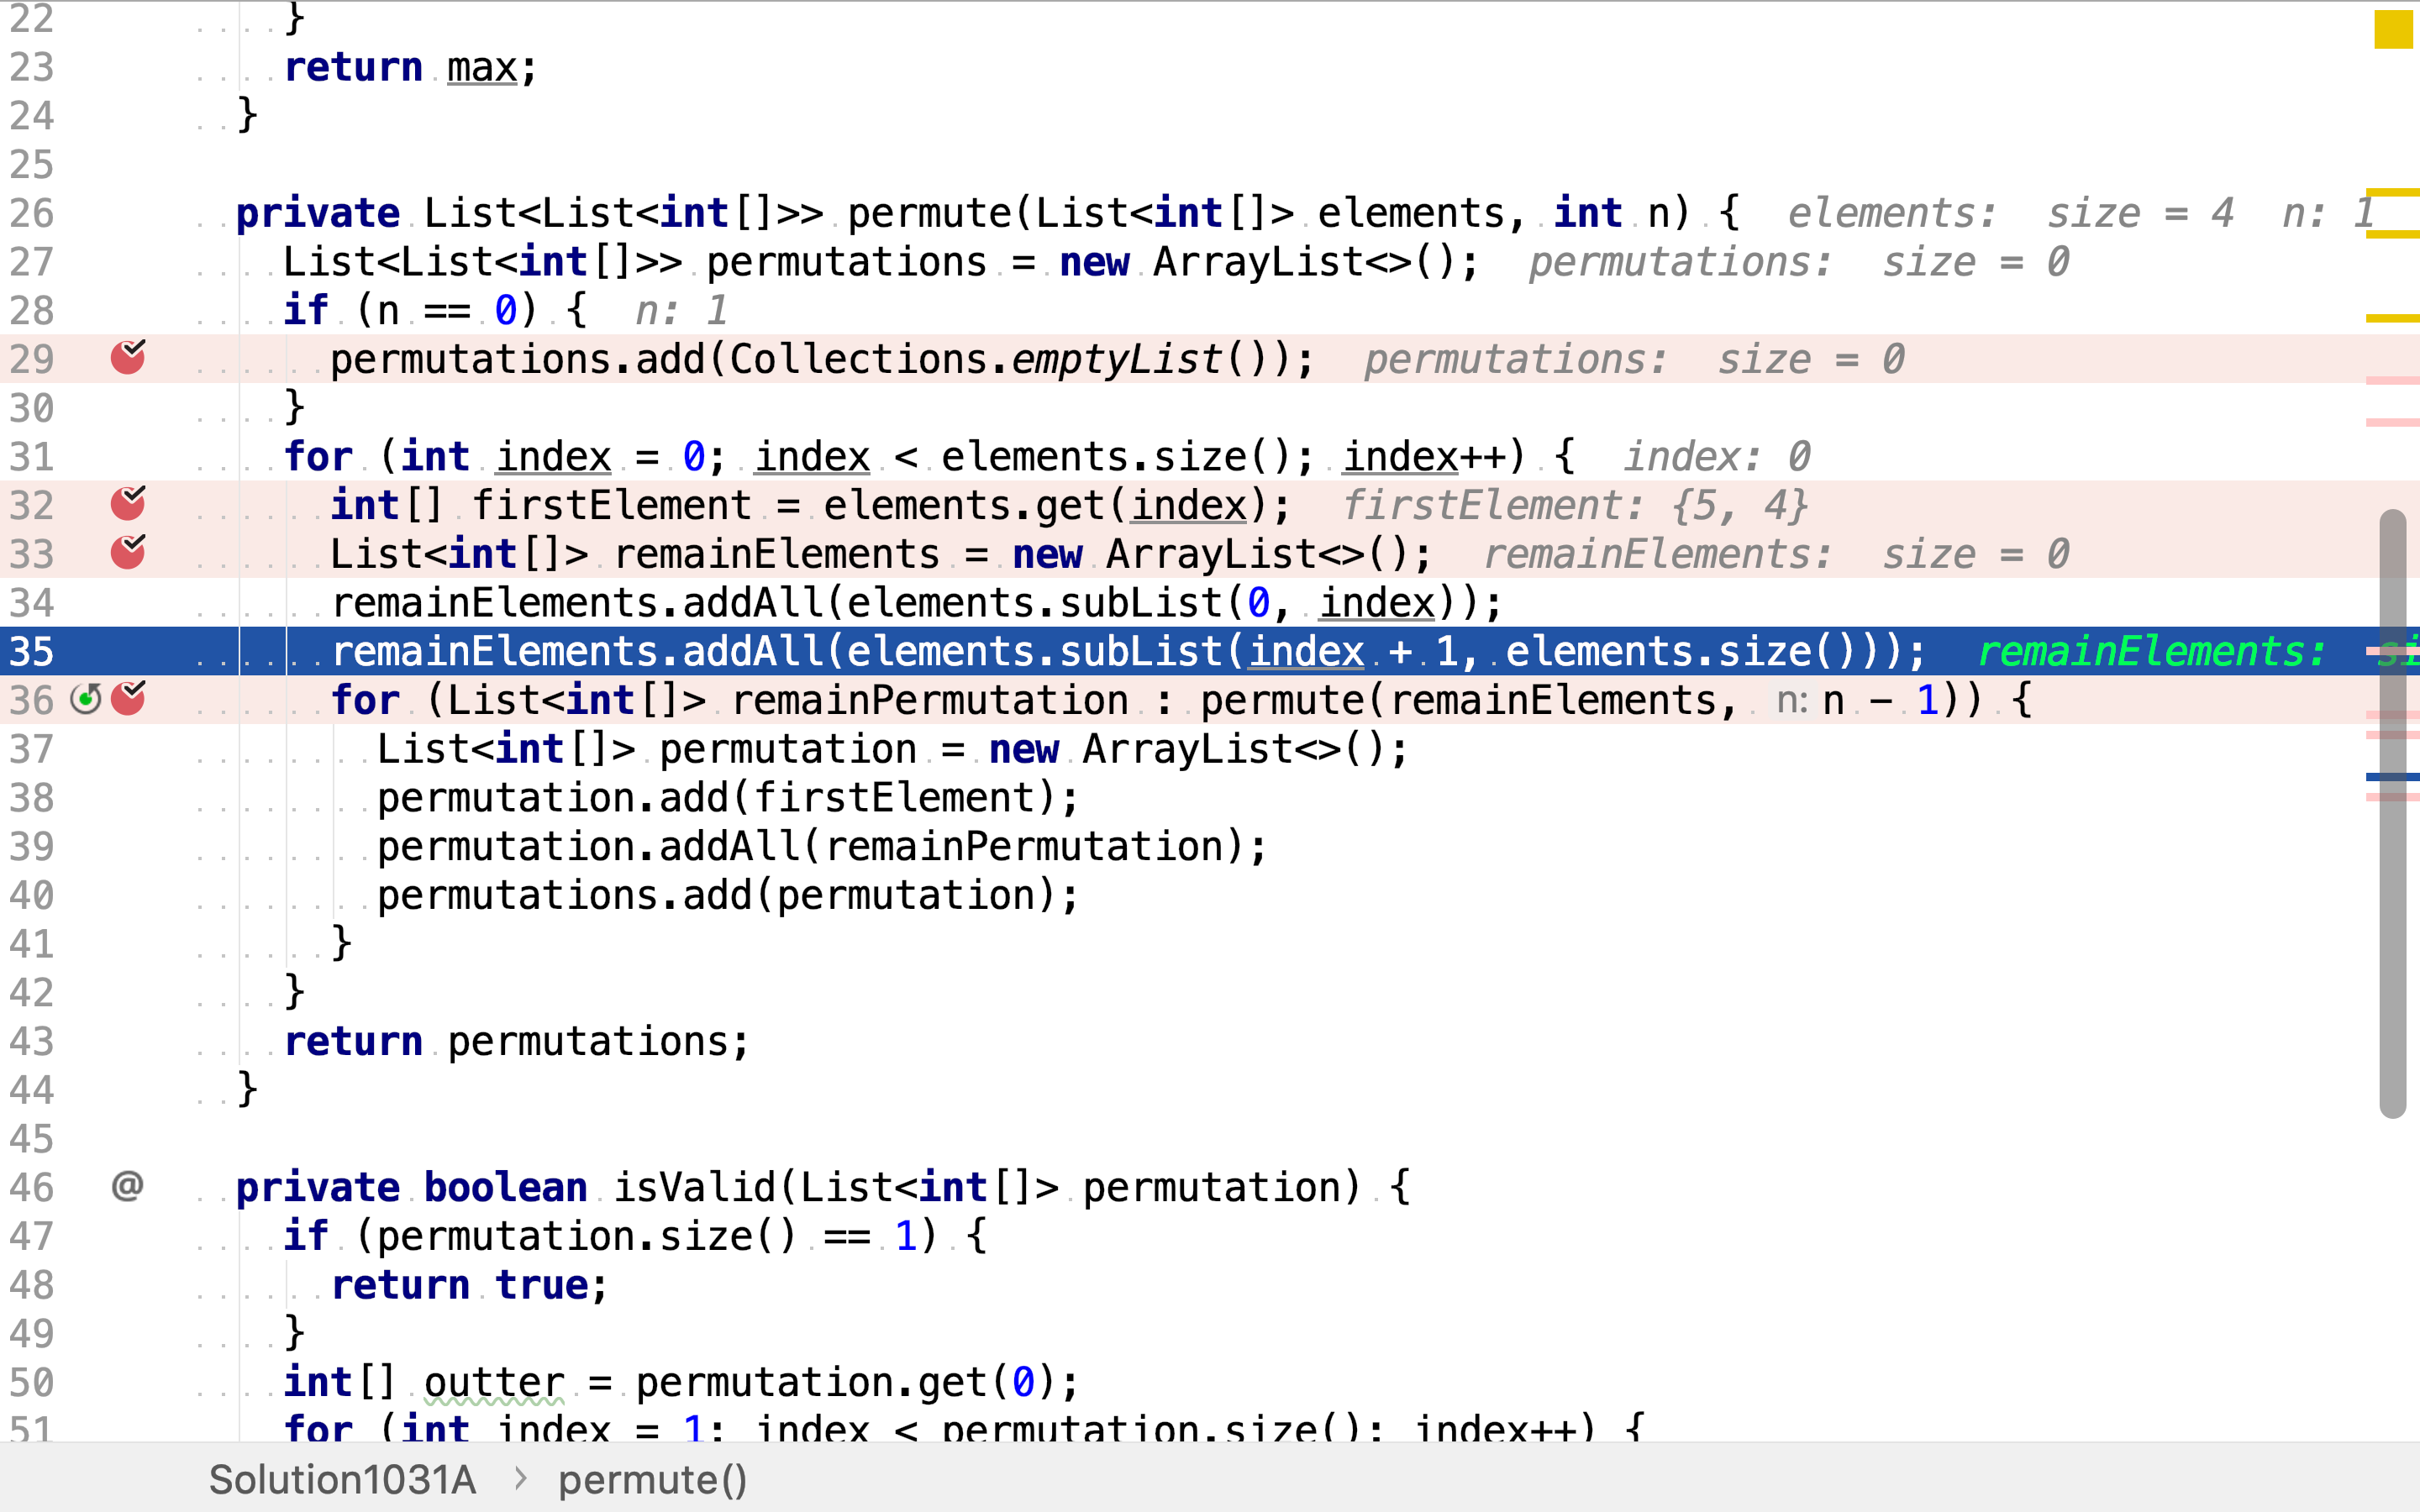 22 }
23 return max;
24 }
25
26 private List<List<int[]>> permute(List<int[]> elements, int n) { elements: size = 4 n: 1
27 List<List<int[]>> permutations = new ArrayList<>(); permutations: size = 0
28 if (n == 0) { n: 1
29 permutations.add(Collections.emptyList()); permutations: size = 0
30 }
31 for (int index = 0; index < elements.size(); index++) { index: 0
32 int[] firstElement = elements.get(index); firstElement: {5, 4}
33 List<int[]> remainElements = new ArrayList<>(); remainElements: size = 0
34 remainElements.addAll(elements.subList(0, index));
35 remainElements.addAll(elements.subList(index + 1, elements.size())); remainElements: si
36 for (List<int[]> remainPermutation : permute(remainElements, n: n - 1)) {
37 List<int[]> permutation = new ArrayList<>();
38 permutation.add(firstElement);
39 permutation.addAll(remainPermutation);
40 permutations.add(permutation);
41 }
42 }
43 return permutations;
44 }
45
46 @ private boolean isValid(List<int[]> permutation) {
47 if (permutation.size() == 1) {
48 return true;
49 }
50 int[] outter = permutation.get(0);
51 for (int index = 1; index < permutation.size(); index++) {
Solution1031A > permute()